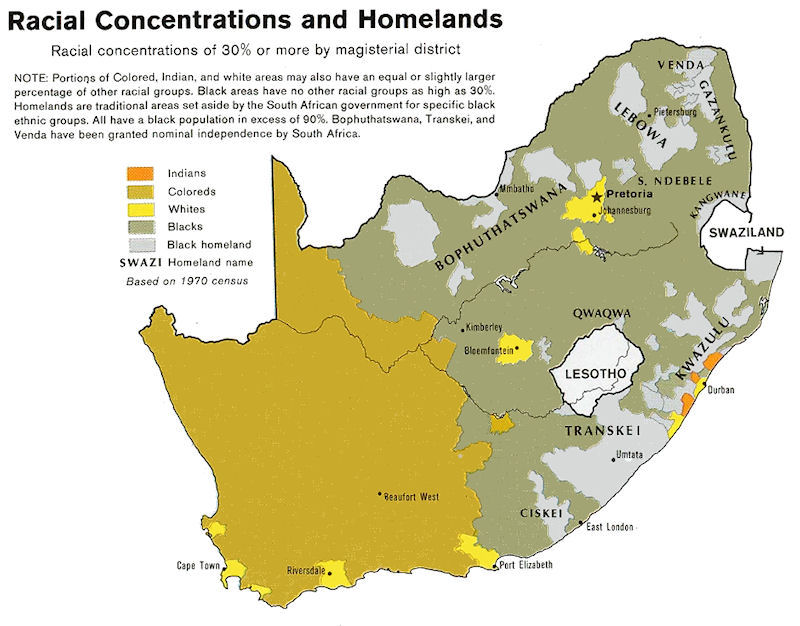 Racial Concentrations and Homelands
Racial concentrations of 30% or more by magisterial district
NOTE: Portions of Colored, Indian, and white areas may also have an equal or slightly larger
percentage of other racial groups. Black areas have no other racial groups as high as 30%.
Homelands are traditional areas set aside by the South African government for specific black
ethnic groups. All have a black population in excess of 90%. Bophuthatswana, Transkei, and
Venda have been granted nominal independence by South Africa.
Indians
Coloreds
Whites
Blacks
Black homeland
SWAZI Homeland name
Based on 1970 census
VENDA
GAZANKULU
LEBOWA
Pietersburg
S. NDEBELE
Mmbatho
Pretoria
KANGWANE
Johannesburg
BOPHUTHATSWANA
SWAZILAND
QWAQWA
Kimberley
Bloemfontein
KWAZULU
LESOTHO
Durban
TRANSKEI
Umtata
Beaufort West
CISKEI
East London
Cape Town
Riversdale
Port Elizabeth